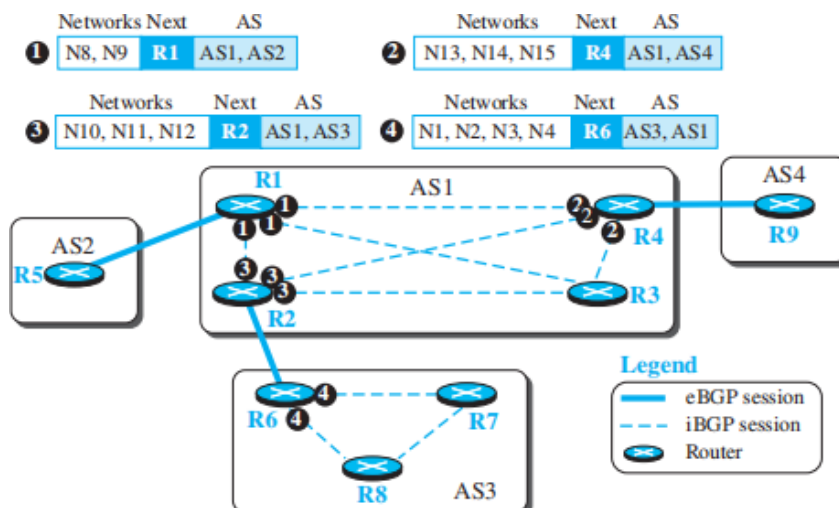 Networks Next AS
1 N8, N9 R1 AS1, AS2
Networks Next AS
2 N13, N14, N15 R4 AS1, AS4
Networks Next AS
3 N10, N11, N12 R2 AS1, AS3
Networks Next AS
4 N1, N2, N3, N4 R6 AS3, AS1
R1 AS1 AS4
1 1 1 2 2 2 R4 R9
AS2
R5
3 3 3
R2 R3
Legend
eBGP session
iBGP session
Router
R6 4 4 R7
R8 AS3